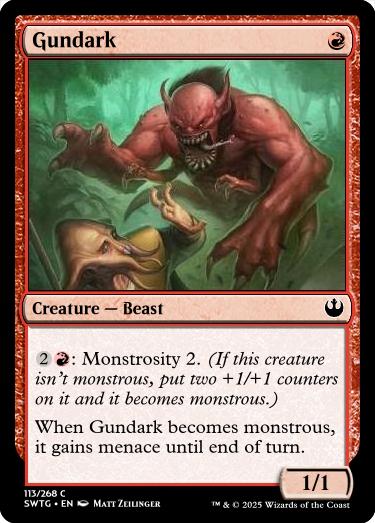 Gundark
Creature — Beast
2 : Monstrosity 2. (If this creature
isn't monstrous, put two +1/+1 counters
on it and it becomes monstrous.)
When Gundark becomes monstrous,
it gains menace until end of turn.
1/1
113/268 C
SWTG • EN Matt Zeilinger
™ & © 2025 Wizards of the Coast